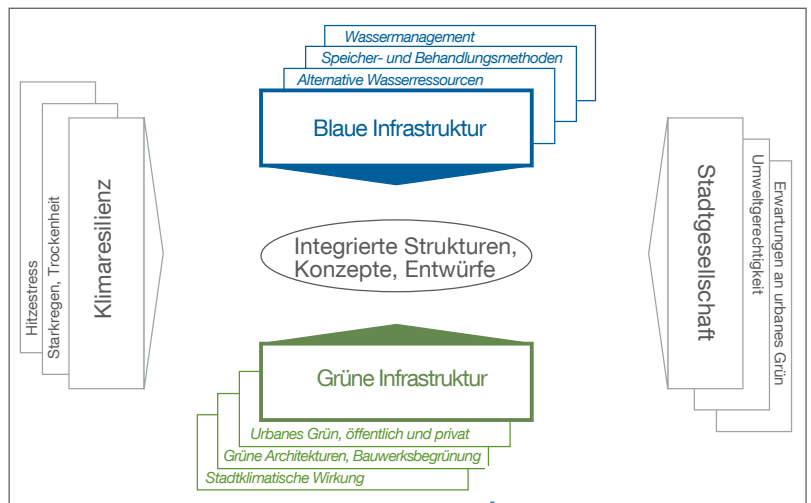 Wassermanagement
Speicher- und Behandlungsmethoden
Alternative Wasserressourcen
Blaue Infrastruktur
Hitzestress
Starkregen, Trockenheit
Klimaresilienz
Integrierte Strukturen,
Konzepte, Entwürfe
Stadtgesellschaft
Umweltgerechtigkeit
Erwartungen an urbanes Grün
Grüne Infrastruktur
Urbanes Grün, öffentlich und privat
Grüne Architekturen, Bauwerksbegrünung
Stadtklimatische Wirkung